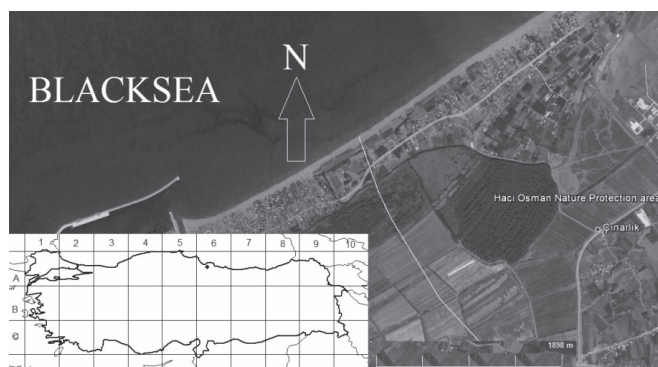 N
BLACKSEA
Hacı Osman Nature Protection area
Çınarlık
1 2 3 4 5 6 7 8 9 10
A
B
C
1898 m